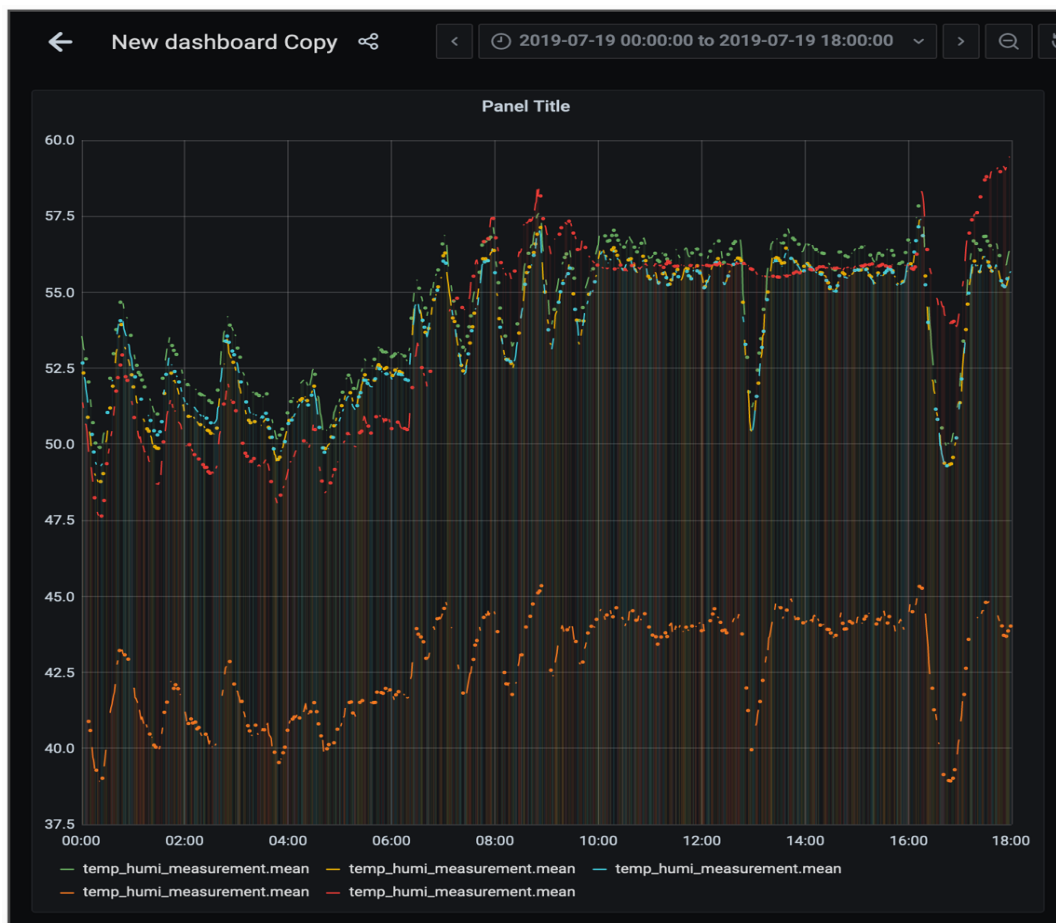 New dashboard Copy
2019-07-19 00:00:00 to 2019-07-19 18:00:00
Panel Title
60.0
57.5
55.0
52.5
50.0
47.5
45.0
42.5
40.0
37.5
00:00 02:00 04:00 06:00 08:00 10:00 12:00 14:00 16:00 18:00
temp_humi_measurement.mean temp_humi_measurement.mean temp_humi_measurement.mean
temp_humi_measurement.mean temp_humi_measurement.mean